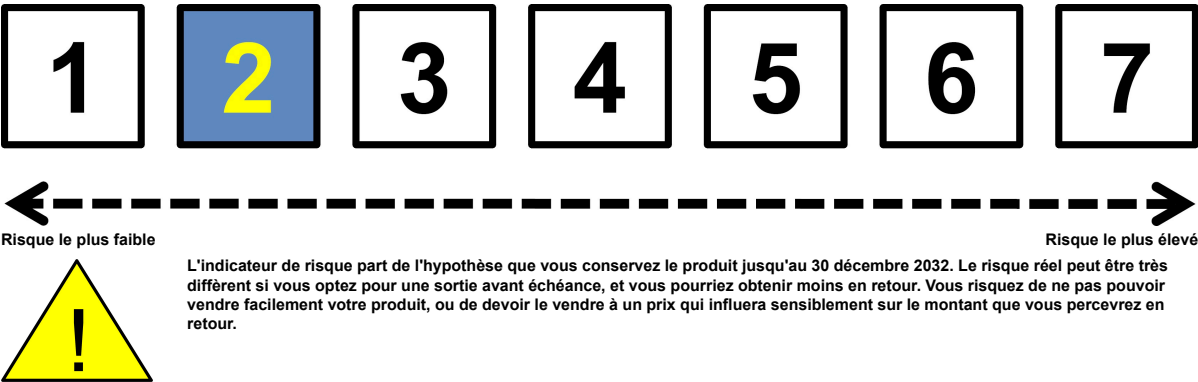 1 2 3 4 5 6 7
Risque le plus faible Risque le plus élevé
L'indicateur de risque part de l'hypothèse que vous conservez le produit jusqu'au 30 décembre 2032. Le risque réel peut être très
diffèrent si vous optez pour une sortie avant échéance, et vous pourriez obtenir moins en retour. Vous risquez de ne pas pouvoir
vendre facilement votre produit, ou de devoir le vendre à un prix qui influera sensiblement sur le montant que vous percevrez en
retour.
!